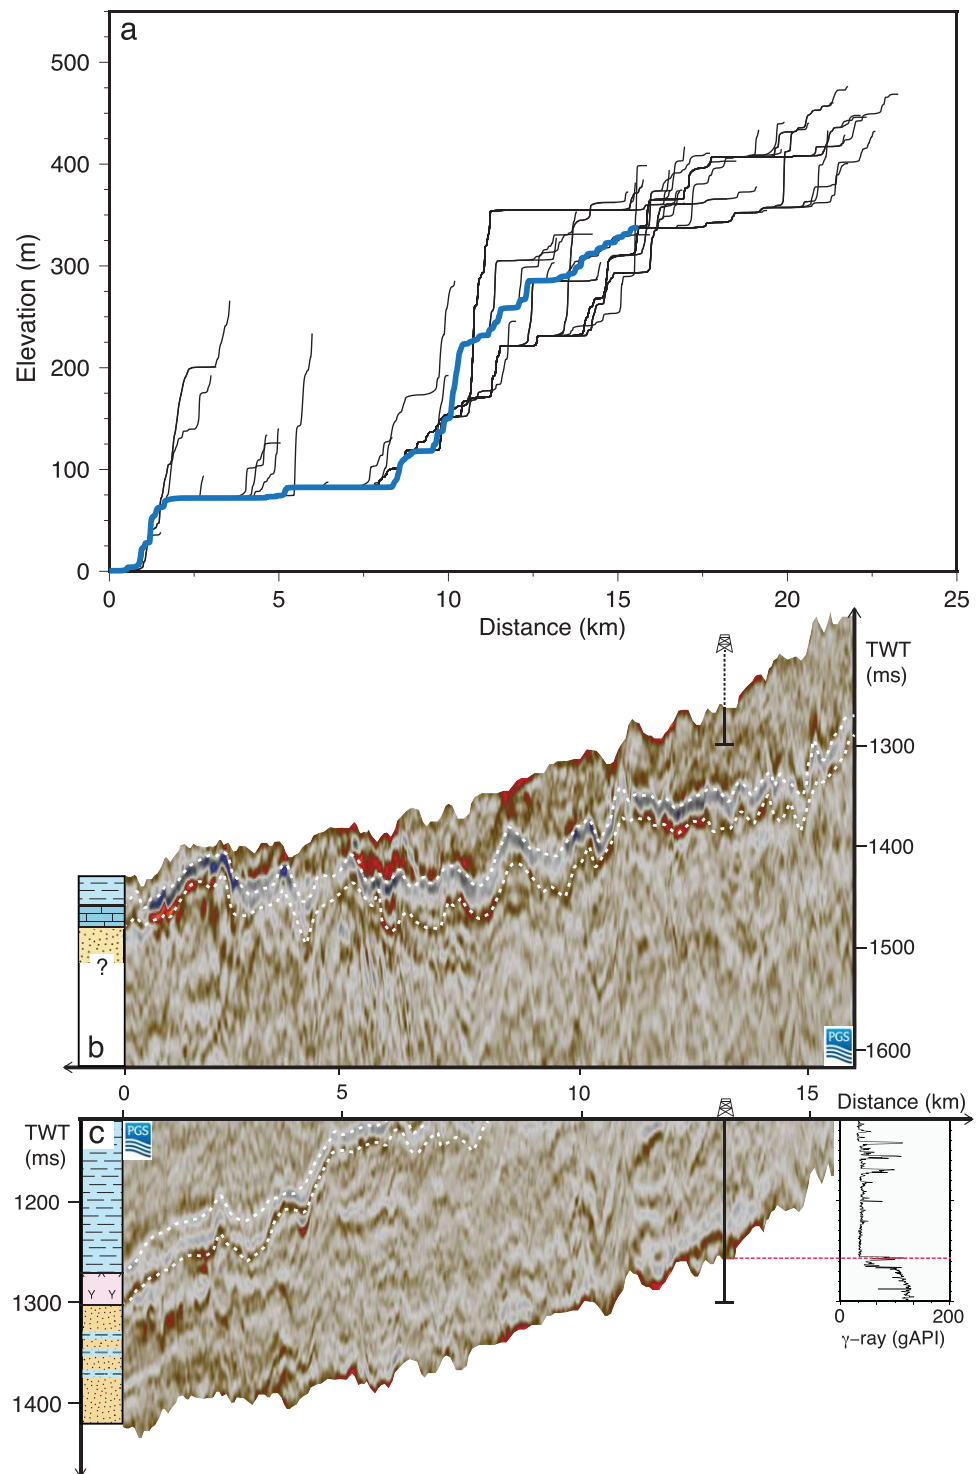 a
500
400
300
200
100
0
Elevation (m)
0 5 10 15 20 25
Distance (km)
TWT
(ms)
1300
1400
1500
1600
?
b
PGS
0 5 10 15
Distance (km)
TWT
(ms)
c
PGS
1200
1300
1400
Y Y
0 200
γ−ray (gAPI)